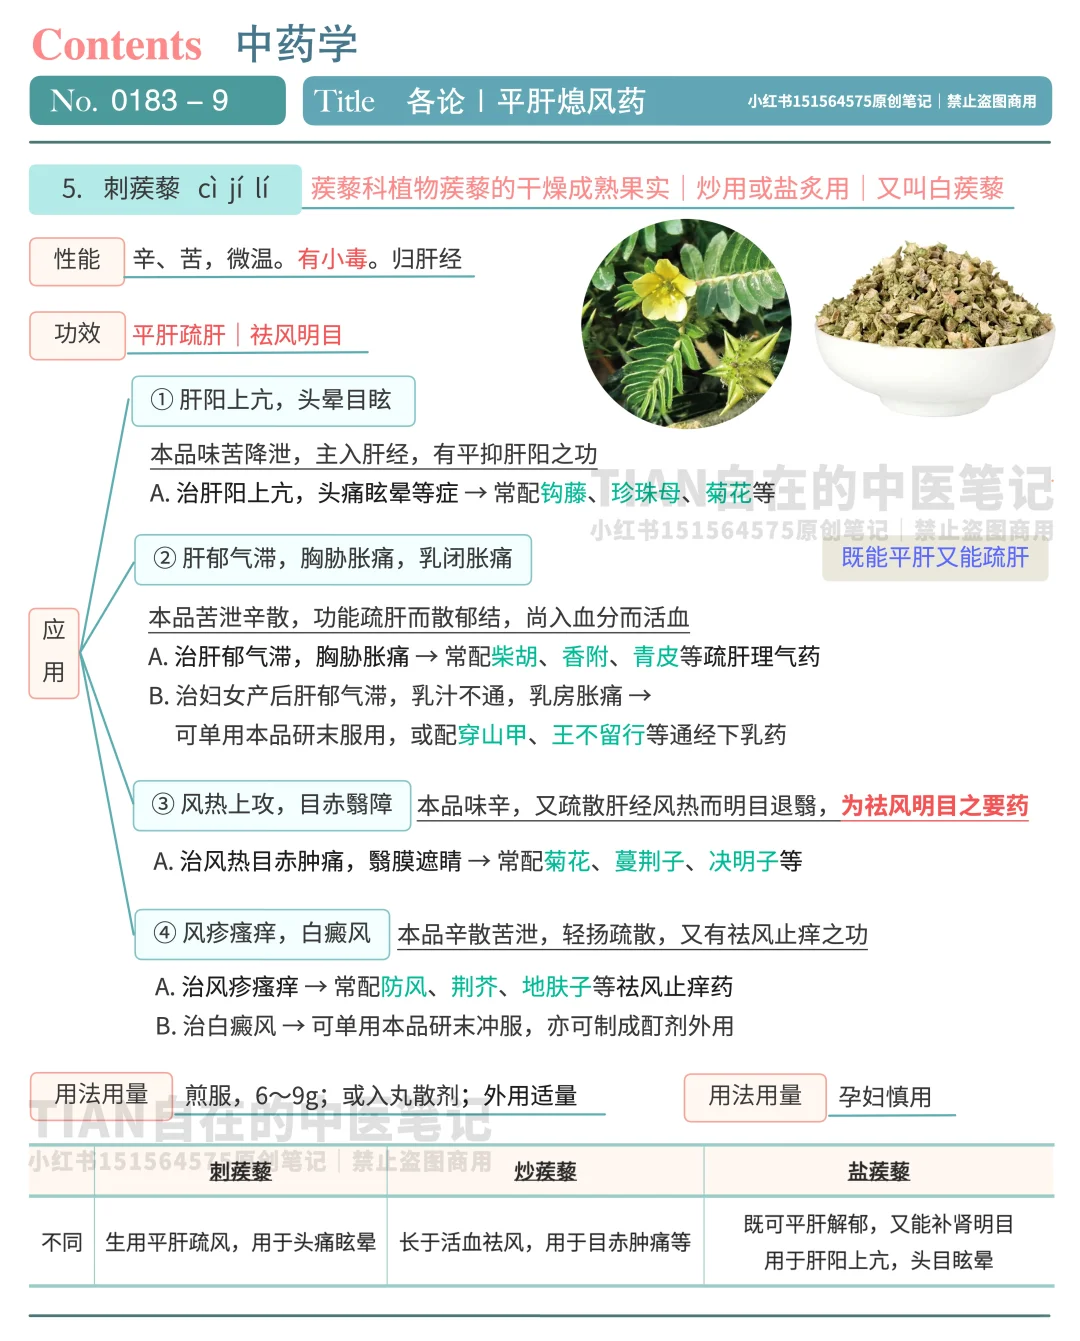 Contents 中药学
No. 0183 – 9
Title 各论 | 平肝熄风药
小红书151564575原创笔记｜禁止盗图商用
5. 刺蒺藜 cì jí lí
蒺藜科植物蒺藜的干燥成熟果实｜炒用或盐炙用｜又叫白蒺藜
性能 辛、苦，微温。有小毒。归肝经
功效 平肝疏肝｜祛风明目
应用
① 肝阳上亢，头晕目眩
本品味苦降泄，主入肝经，有平抑肝阳之功
A. 治肝阳上亢，头痛眩晕等症 → 常配钩藤、珍珠母、菊花等
TIAN自在的中医笔记
小红书151564575原创笔记｜禁止盗图商用
② 肝郁气滞，胸胁胀痛，乳闭胀痛
既能平肝又能疏肝
本品苦泄辛散，功能疏肝而散郁结，尚入血分而活血
A. 治肝郁气滞，胸胁胀痛 → 常配柴胡、香附、青皮等疏肝理气药
B. 治妇女产后肝郁气滞，乳汁不通，乳房胀痛 →
可单用本品研末服用，或配穿山甲、王不留行等通经下乳药
③ 风热上攻，目赤翳障 本品味辛，又疏散肝经风热而明目退翳，为祛风明目之要药
A. 治风热目赤肿痛，翳膜遮睛 → 常配菊花、蔓荆子、决明子等
④ 风疹瘙痒，白癜风 本品辛散苦泄，轻扬疏散，又有祛风止痒之功
A. 治风疹瘙痒 → 常配防风、荆芥、地肤子等祛风止痒药
B. 治白癜风 → 可单用本品研末冲服，亦可制成酊剂外用
用法用量 煎服，6～9g；或入丸散剂；外用适量
用法用量 孕妇慎用
TIAN自在的中医笔记
小红书151564575原创笔记｜禁止盗图商用
刺蒺藜 炒蒺藜 盐蒺藜
不同 生用平肝疏风，用于头痛眩晕 长于活血祛风，用于目赤肿痛等 既可平肝解郁，又能补肾明目
用于肝阳上亢，头目眩晕